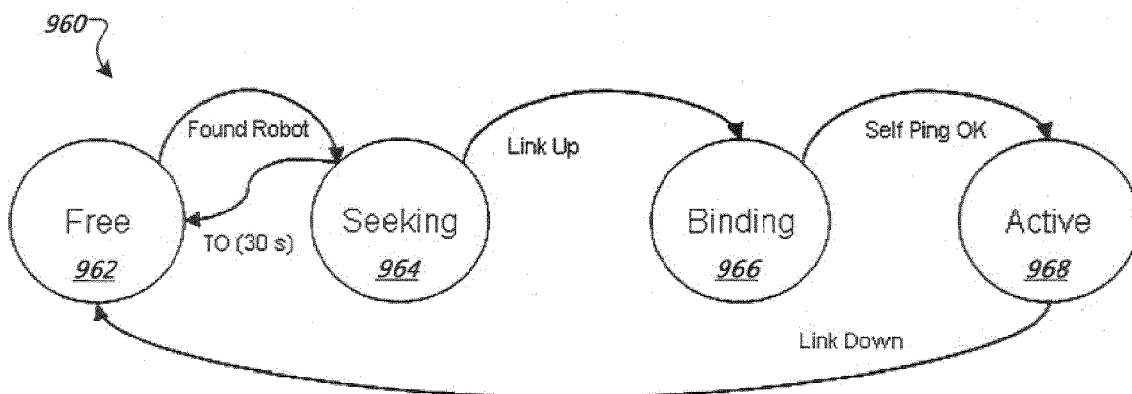 960
Found Robot
Link Up
Self Ping OK
Free
962
TO (30 s)
Seeking
964
Binding
966
Active
968
Link Down